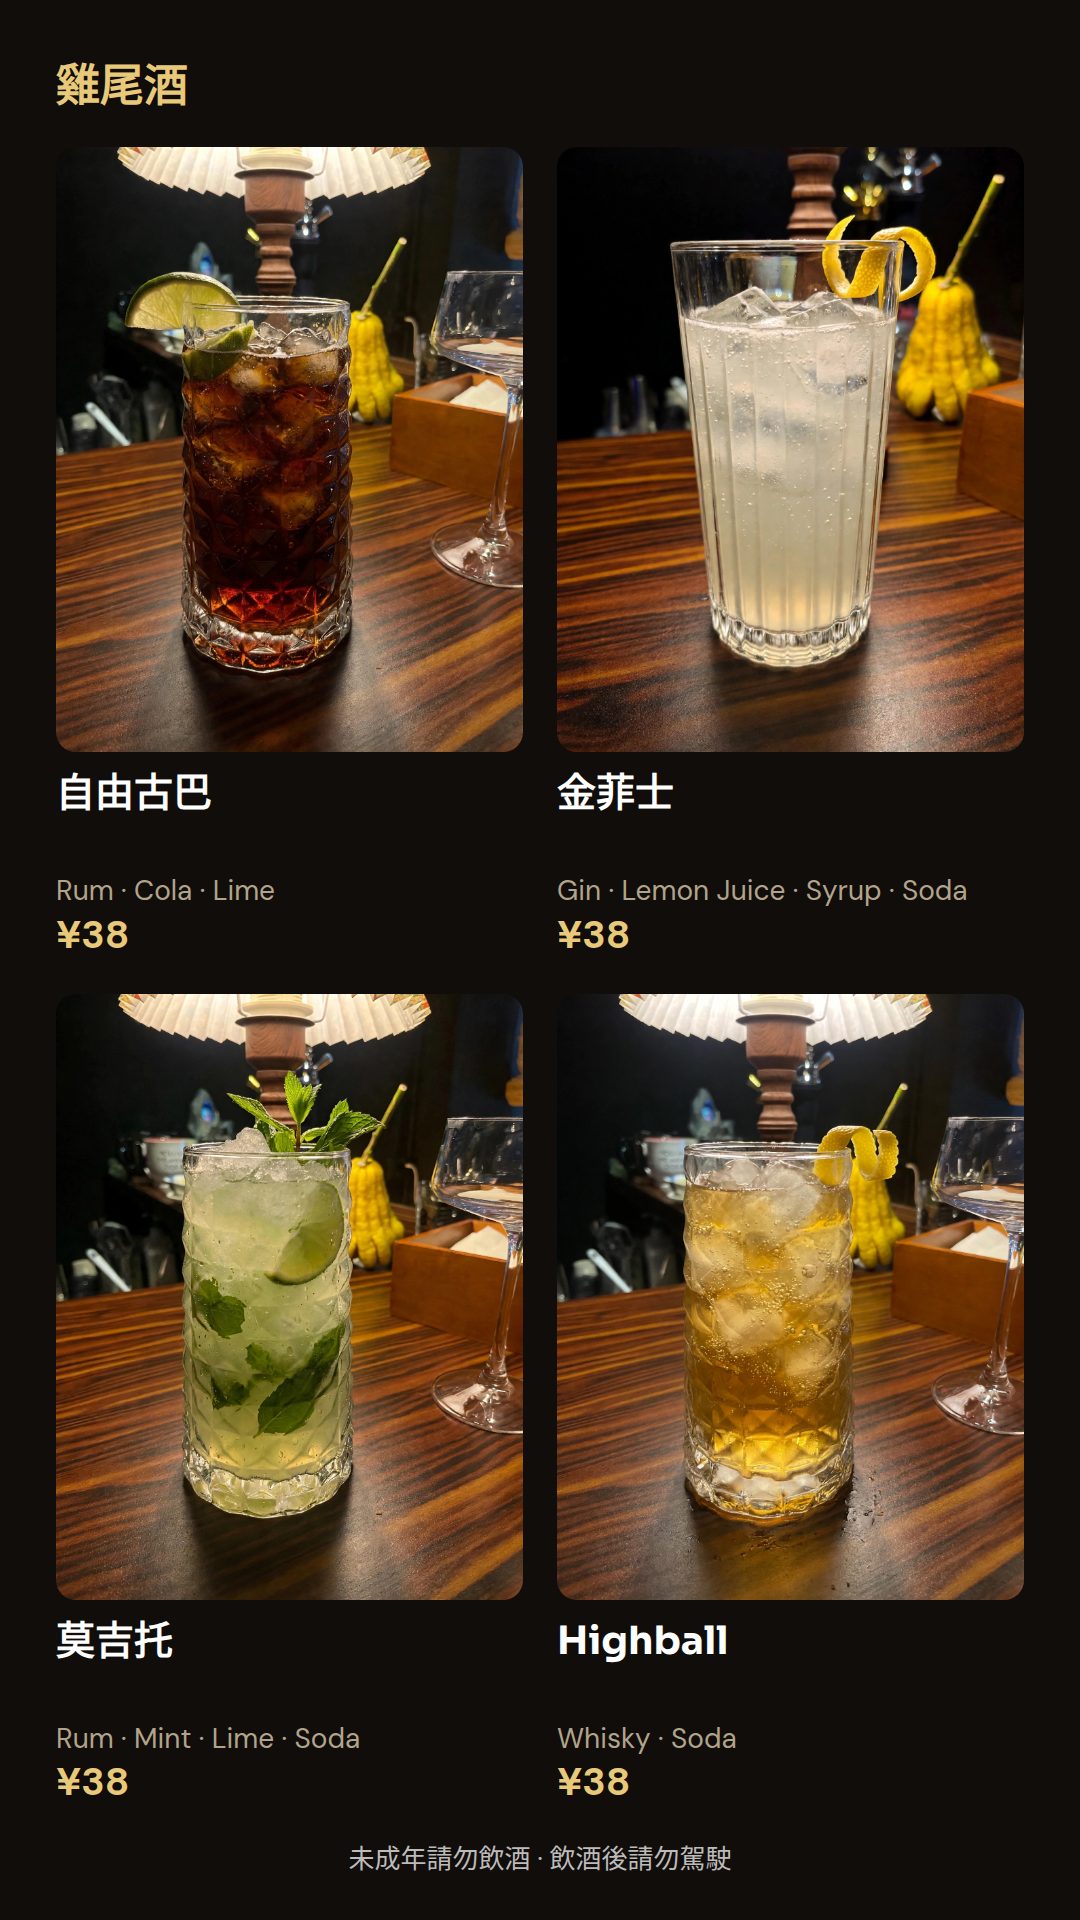 雞尾酒
自由古巴
Rum · Cola · Lime
¥38
金菲士
Gin · Lemon Juice · Syrup · Soda
¥38
莫吉托
Rum · Mint · Lime · Soda
¥38
Highball
Whisky · Soda
¥38
未成年請勿飲酒 · 飲酒後請勿駕駛